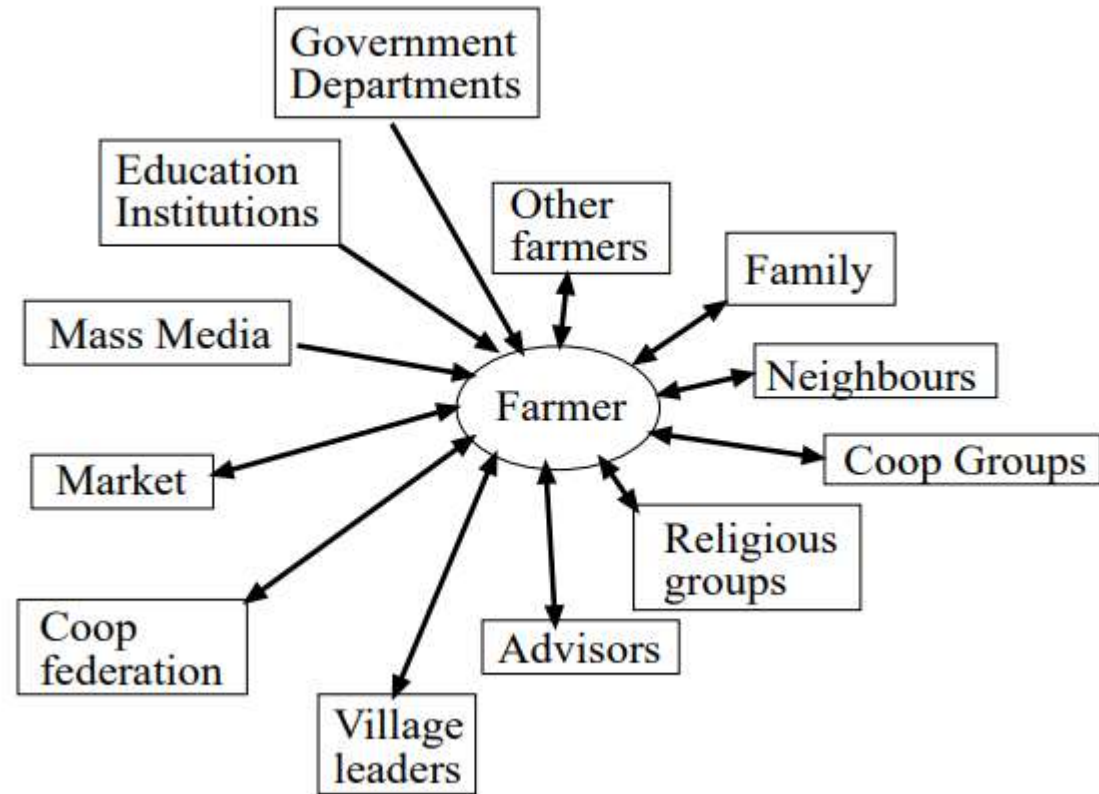 Government
Departments
Education
Institutions
Other
farmers
Family
Mass Media
Neighbours
Farmer
Market
Coop Groups
Religious
groups
Coop
federation
Advisors
Village
leaders